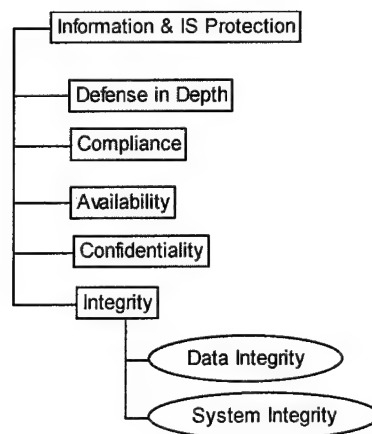 Information & IS Protection
Defense in Depth
Compliance
Availability
Confidentiality
Integrity
Data Integrity
System Integrity